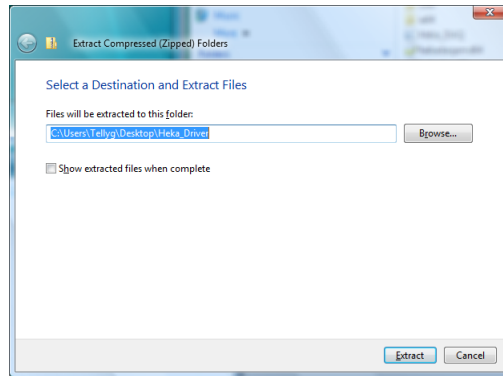 Extract Compressed (Zipped) Folders
Select a Destination and Extract Files
Files will be extracted to this folder:
C:\Users\Tellyg\Desktop\Heka_Driver
Browse...
Show extracted files when complete
Extract
Cancel